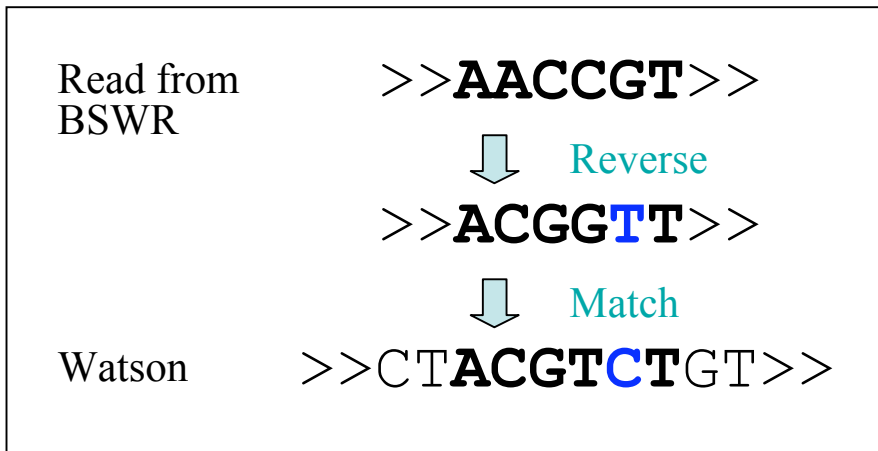 Read from BSWR
>>AACCGT>>
Reverse
>>ACGGTT>>
Match
Watson >>CTACGTCTGT>>